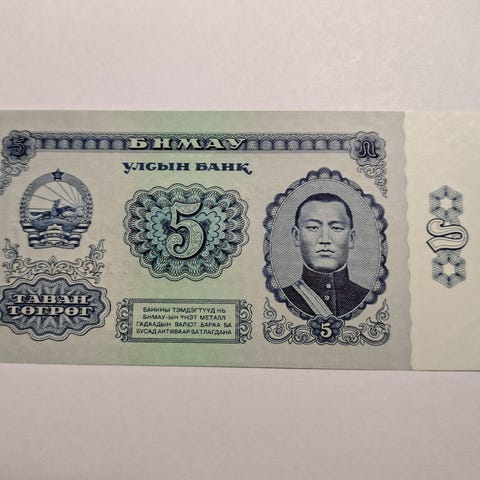 5
БНМАУ
Л
УЛСЫН БАНК
5
ТАВАН
ТӨГРӨГ
БАНКНЫ ТЭМДЭГТҮҮД НЬ
БНМАУ-ЫН ҮНЭТ МЕТАЛЛ
ГАДААДЫН ВАЛЮТ БАРАА БА
БУСАД АКТИВААР БАТЛАГДАНА
5